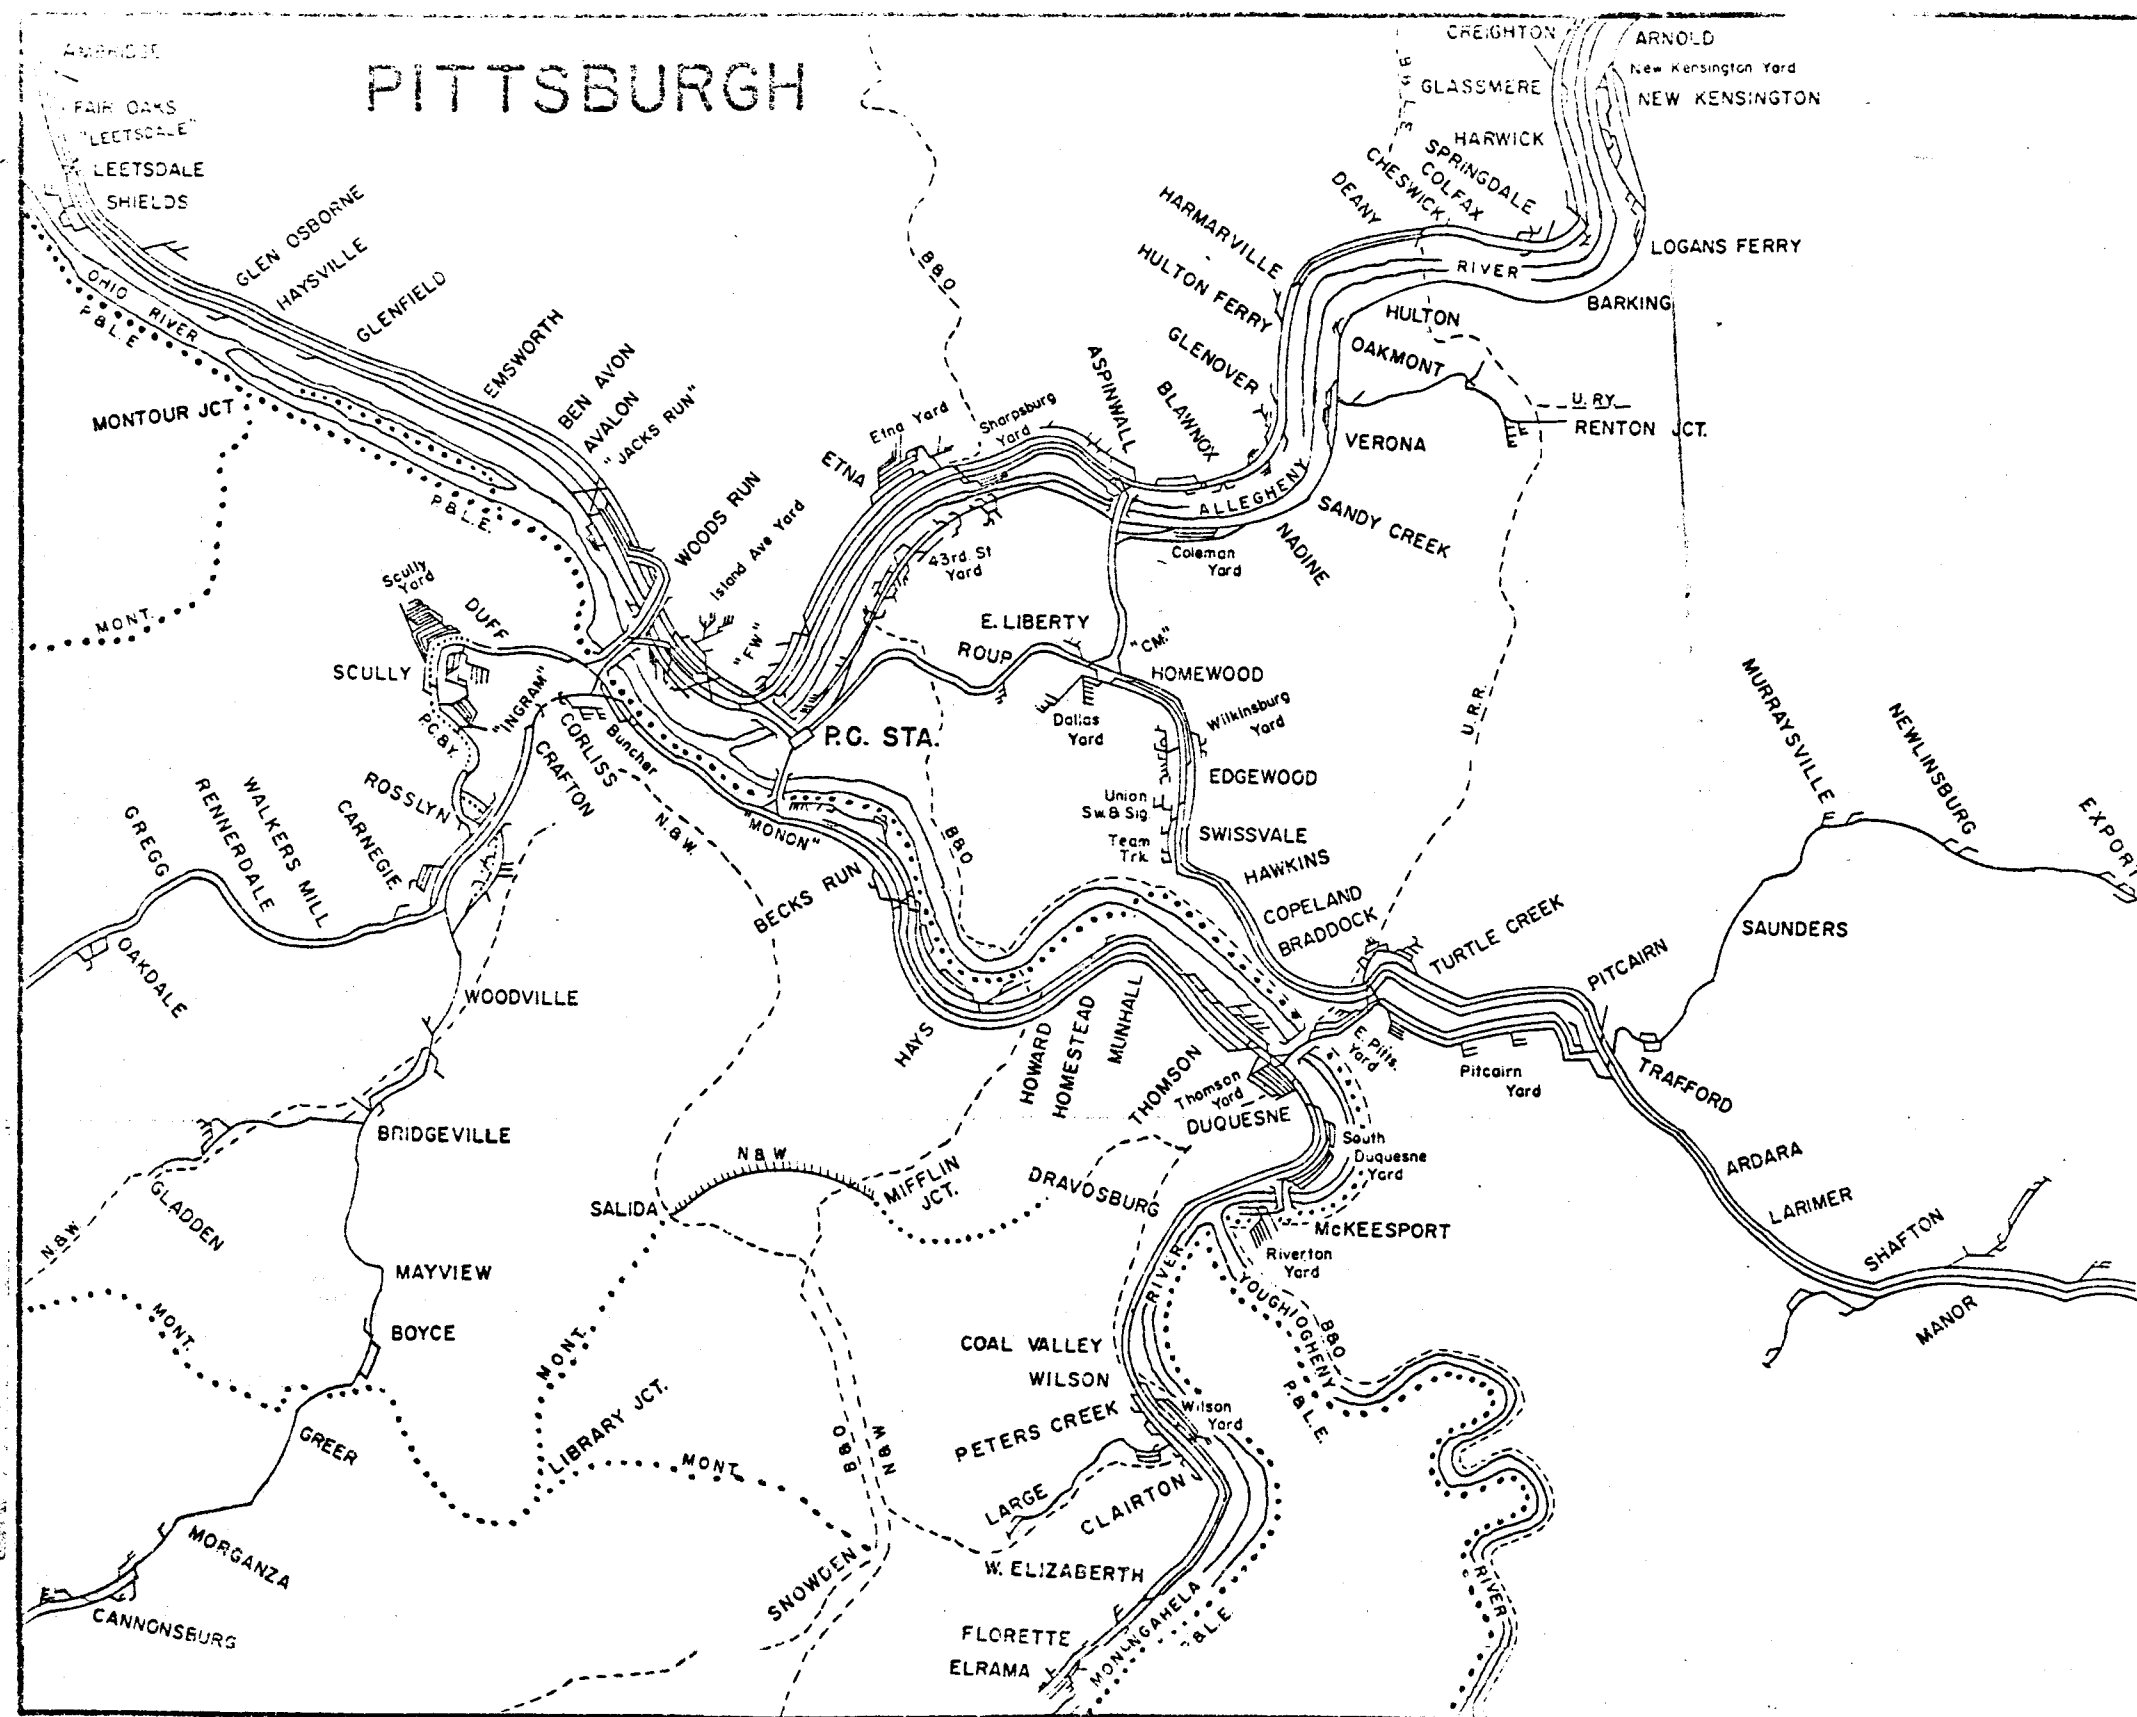 PITTSBURGH
AMBRIDGE
FAIR OAKS
"LEETSDALE"
LEETSDALE
SHIELDS
GLEN OSBORNE
HAYSVILLE
GLENFIELD
EMSWORTH
BEN AVON
AVALON
"JACKS RUN"
WOODS RUN
Island Ave Yard
"FW"
OHIO RIVER
P.& L.E
MONTOUR JCT
P.& L.E.
MONT.
Scully
Yard
DUFF
SCULLY
P.C.&Y.
"INGRAM"
CORLISS
CRAFTON
Buncher
ROSSLYN
CARNEGIE
WALKERS MILL
RENNERDALE
GREGG
OAKDALE
WOODVILLE
BRIDGEVILLE
GLADDEN
N&W
MAYVIEW
MONT.
BOYCE
GREER
MORGANZA
CANNONSBURG
B&O
Etna Yard
ETNA
Sharpsburg
Yard
43rd. St
Yard
ASPINWALL
BLAWNOX
GLENOVER
HULTON FERRY
HARMARVILLE
DEANY
CHESWICK
COLFAX
SPRINGDALE
HARWICK
GLASSMERE
CREIGHTON
B&LE
ARNOLD
New Kensington Yard
NEW KENSINGTON
LOGANS FERRY
BARKING
RIVER
HULTON
OAKMONT
U. RY.
RENTON JCT.
VERONA
ALLEGHENY
SANDY CREEK
NADINE
Coleman
Yard
E. LIBERTY
ROUP
"CM."
HOMEWOOD
Dallas
Yard
Wilkinsburg
Yard
P.C. STA.
EDGEWOOD
Union
Sw.& Sig.
SWISSVALE
Team
Trk.
HAWKINS
COPELAND
BRADDOCK
U.R.R.
TURTLE CREEK
PITCAIRN
MURRAYSVILLE
NEWLINSBURG
EXPORT
SAUNDERS
TRAFFORD
ARDARA
LARIMER
SHAFTON
MANOR
Pitcairn
Yard
E. Pitts.
Yard
"MONON"
N.& W.
B&O
BECKS RUN
HAYS
HOWARD
HOMESTEAD
MUNHALL
THOMSON
Thomson
Yard
DUQUESNE
South
Duquesne
Yard
McKEESPORT
Riverton
Yard
DRAVOSBURG
N & W
SALIDA
MIFFLIN
JCT.
MONT.
LIBRARY JCT.
MONT.
B&O
N&W
SNOWDEN
RIVER
YOUGHIOGHENY
B&O
P.&L.E.
COAL VALLEY
WILSON
Wilson
Yard
PETERS CREEK
LARGE
CLAIRTON
W. ELIZABERTH
FLORETTE
ELRAMA
MONONGAHELA
&L.E.
RIVER